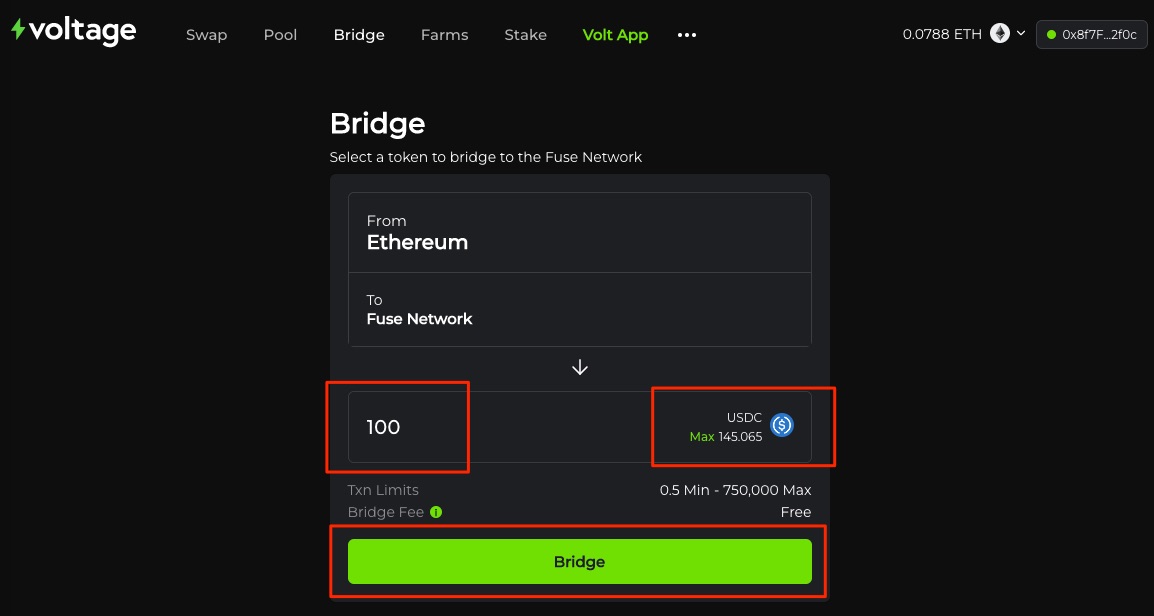 voltage
Swap Pool Bridge Farms Stake Volt App ••• 0.0788 ETH 0x8f7F...2f0c
Bridge
Select a token to bridge to the Fuse Network
From
Ethereum
To
Fuse Network
100
USDC
Max 145.065
Txn Limits 0.5 Min - 750,000 Max
Bridge Fee i Free
Bridge